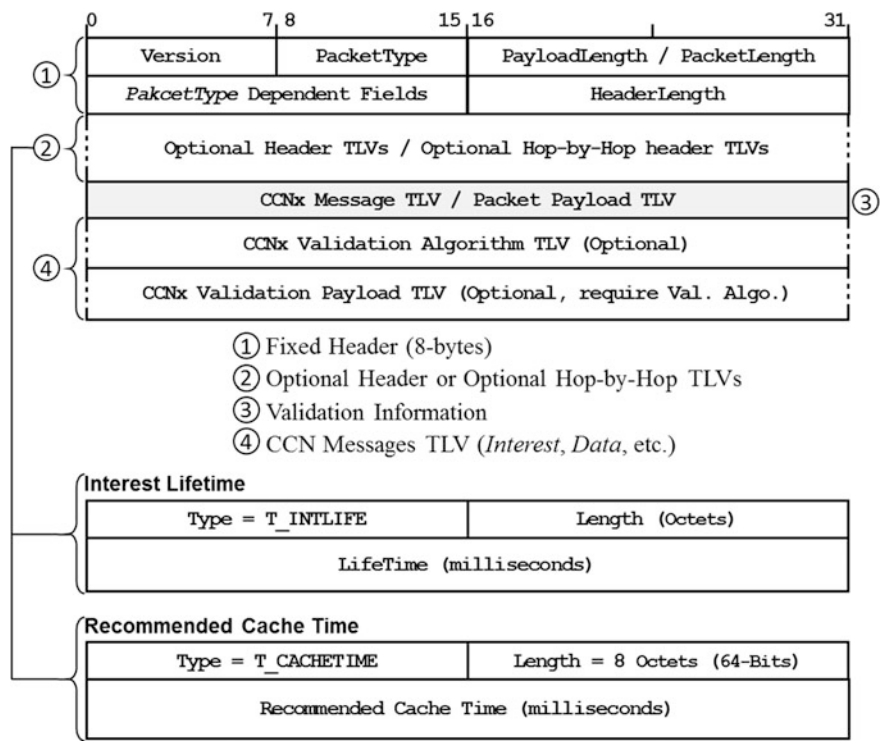 0 7 8 15 16 31
Version PacketType PayloadLength / PacketLength
①
PakcetType Dependent Fields HeaderLength
② Optional Header TLVs / Optional Hop-by-Hop header TLVs
CCNx Message TLV / Packet Payload TLV ③
CCNx Validation Algorithm TLV (Optional)
④
CCNx Validation Payload TLV (Optional, require Val. Algo.)
① Fixed Header (8-bytes)
② Optional Header or Optional Hop-by-Hop TLVs
③ Validation Information
④ CCN Messages TLV (Interest, Data, etc.)
Interest Lifetime
Type = T_INTLIFE Length (Octets)
LifeTime (milliseconds)
Recommended Cache Time
Type = T_CACHETIME Length = 8 Octets (64-Bits)
Recommended Cache Time (milliseconds)